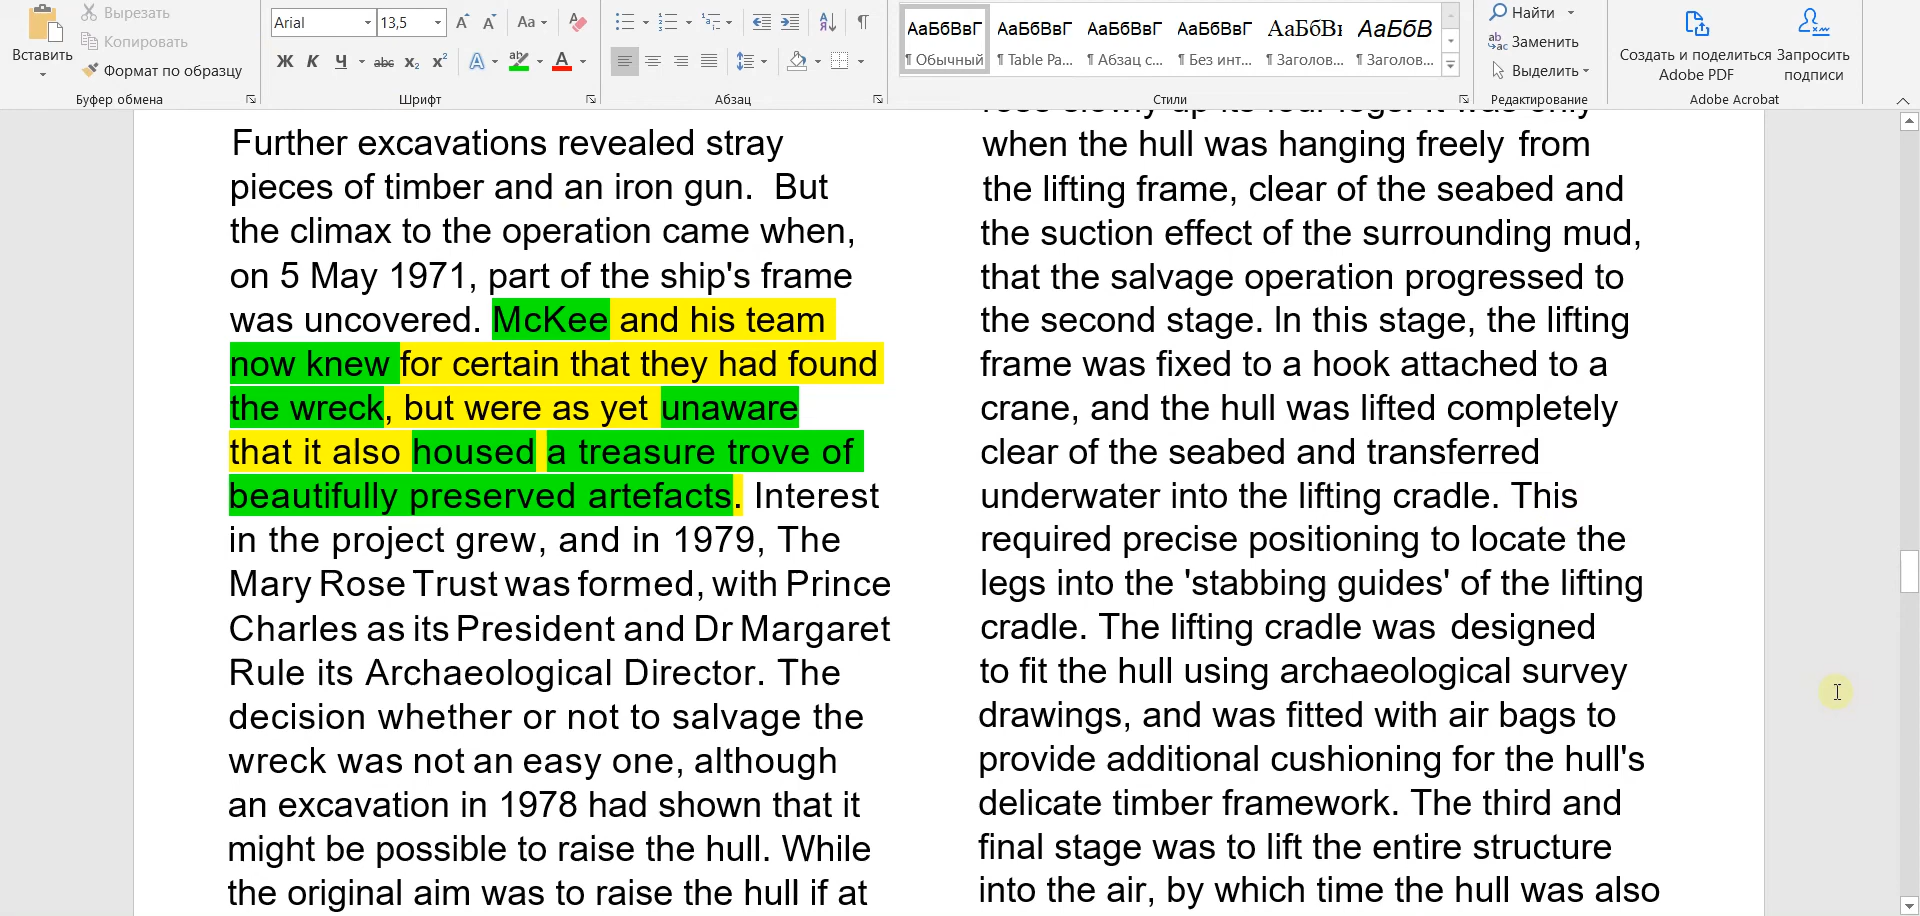 Вставить
Вырезать
Копировать
Формат по образцу
Буфер обмена
Arial
13,5
Шрифт
Абзац
АаБбВвГ АаБбВвГ АаБбВвГ АаБбВвГ АаБбВı АаБбВ
¶ Обычный ¶ Table Pa... ¶ Абзац с... ¶ Без инт... ¶ Заголов... ¶ Заголов...
Стили
Найти
Заменить
Выделить
Редактирование
Создать и поделиться
Adobe PDF
Запросить
подписи
Adobe Acrobat
Further excavations revealed stray
pieces of timber and an iron gun. But
the climax to the operation came when,
on 5 May 1971, part of the ship's frame
was uncovered. McKee and his team
now knew for certain that they had found
the wreck, but were as yet unaware
that it also housed a treasure trove of
beautifully preserved artefacts. Interest
in the project grew, and in 1979, The
Mary Rose Trust was formed, with Prince
Charles as its President and Dr Margaret
Rule its Archaeological Director. The
decision whether or not to salvage the
wreck was not an easy one, although
an excavation in 1978 had shown that it
might be possible to raise the hull. While
the original aim was to raise the hull if at
rose slowly up its four legs. It was only
when the hull was hanging freely from
the lifting frame, clear of the seabed and
the suction effect of the surrounding mud,
that the salvage operation progressed to
the second stage. In this stage, the lifting
frame was fixed to a hook attached to a
crane, and the hull was lifted completely
clear of the seabed and transferred
underwater into the lifting cradle. This
required precise positioning to locate the
legs into the 'stabbing guides' of the lifting
cradle. The lifting cradle was designed
to fit the hull using archaeological survey
drawings, and was fitted with air bags to
provide additional cushioning for the hull's
delicate timber framework. The third and
final stage was to lift the entire structure
into the air, by which time the hull was also